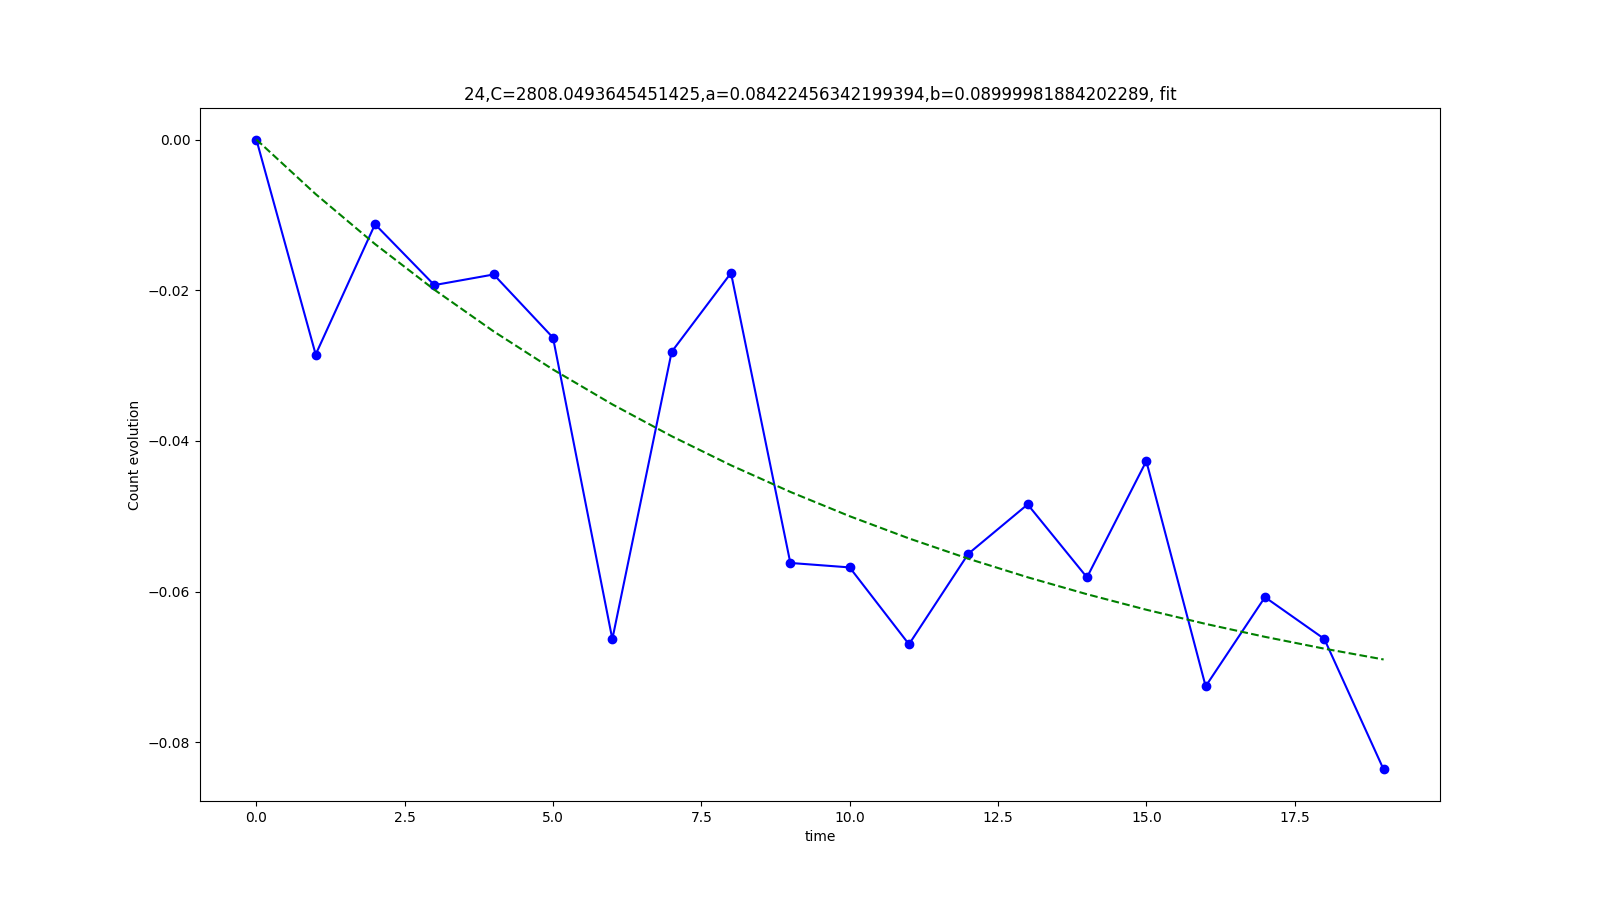 24,C=2808.0493645451425,a=0.08422456342199394,b=0.08999981884202289, fit
0.00
−0.02
−0.04
−0.06
−0.08
Count evolution
0.0 2.5 5.0 7.5 10.0 12.5 15.0 17.5
time